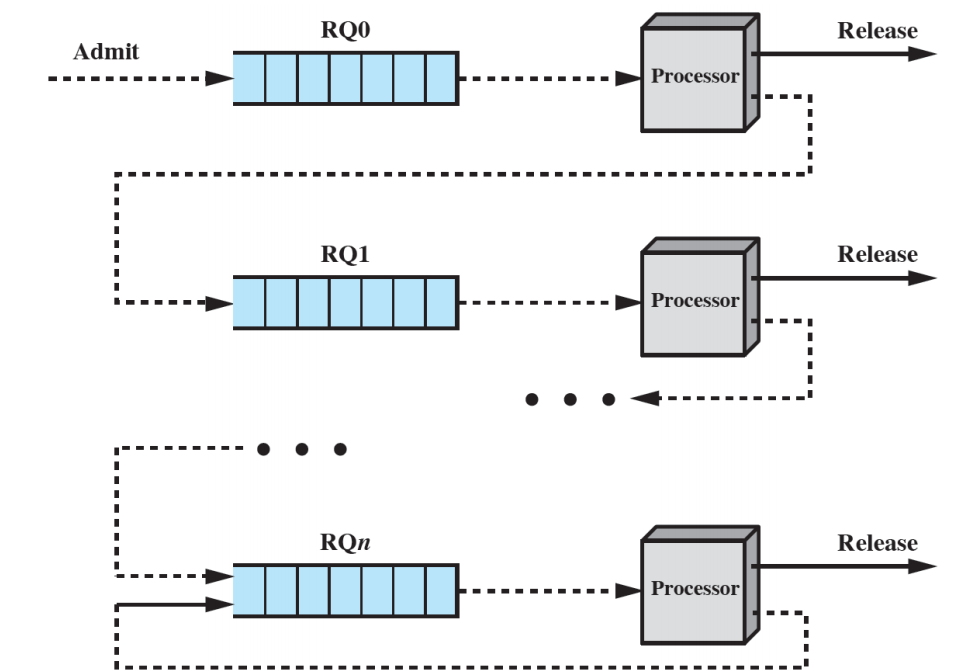 RQ0
Admit
Release
Processor
RQ1
Release
Processor
RQn
Release
Processor